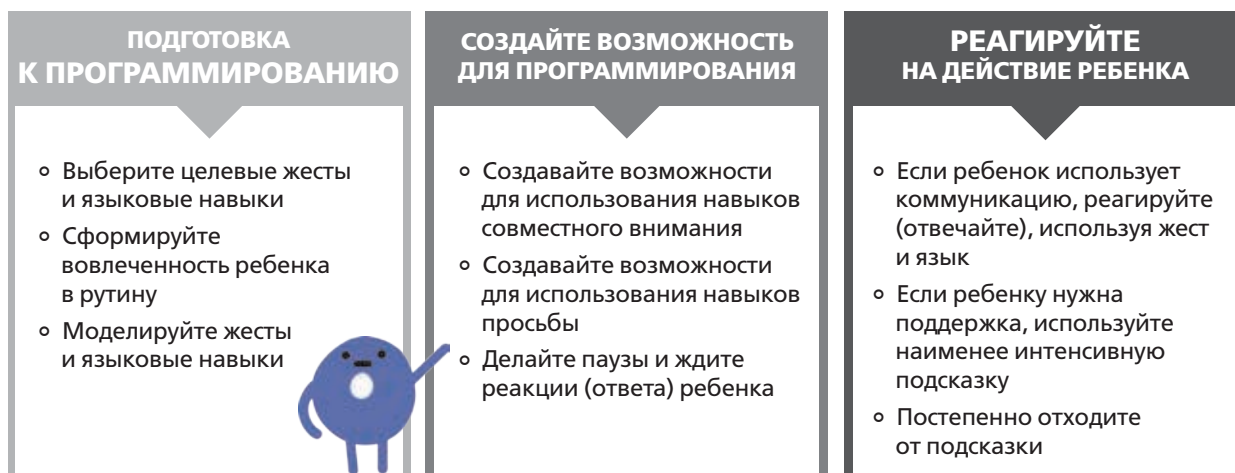 ПОДГОТОВКА
К ПРОГРАММИРОВАНИЮ
Выберите целевые жесты
и языковые навыки
Сформируйте
вовлеченность ребенка
в рутину
Моделируйте жесты
и языковые навыки
СОЗДАЙТЕ ВОЗМОЖНОСТЬ
ДЛЯ ПРОГРАММИРОВАНИЯ
Создавайте возможности
для использования навыков
совместного внимания
Создавайте возможности
для использования навыков
просьбы
Делайте паузы и ждите
реакции (ответа) ребенка
РЕАГИРУЙТЕ
НА ДЕЙСТВИЕ РЕБЕНКА
Если ребенок использует
коммуникацию, реагируйте
(отвечайте), используя жест
и язык
Если ребенку нужна
поддержка, используйте
наименее интенсивную
подсказку
Постепенно отходите
от подсказки